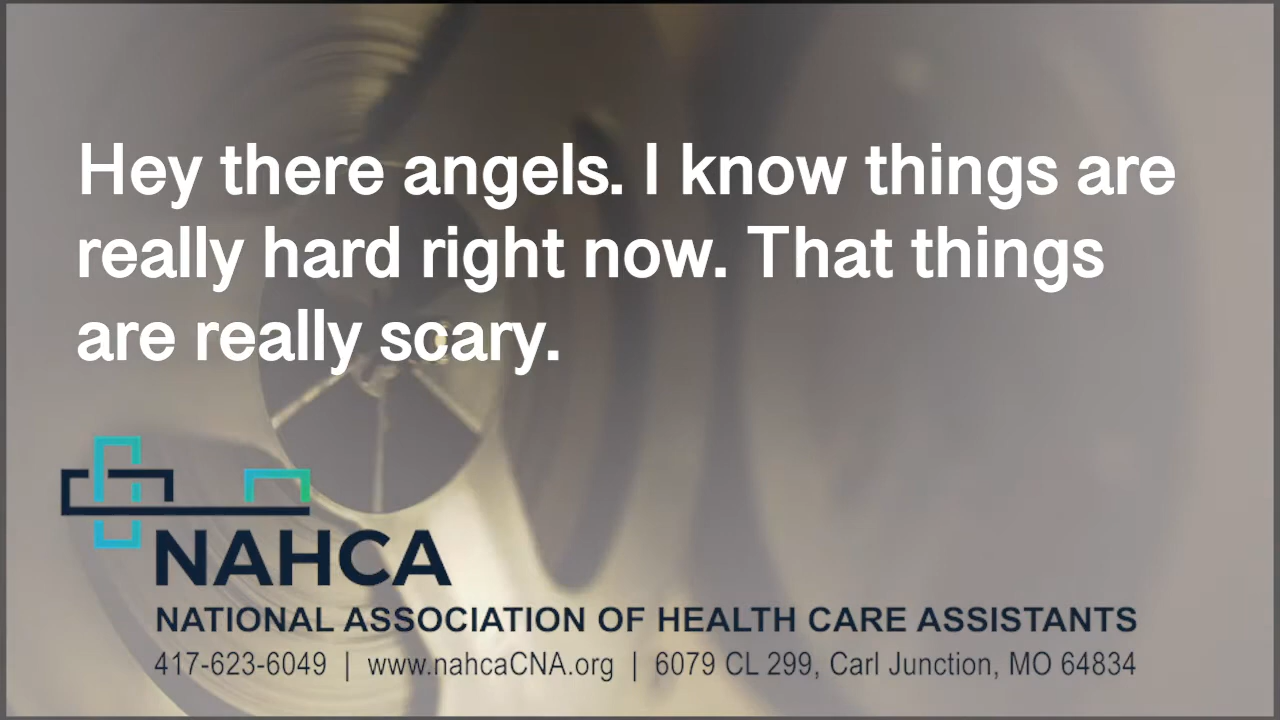 Hey there angels. I know things are
really hard right now. That things
are really scary.
NAHCA
NATIONAL ASSOCIATION OF HEALTH CARE ASSISTANTS
417-623-6049 | www.nahcaCNA.org | 6079 CL 299, Carl Junction, MO 64834